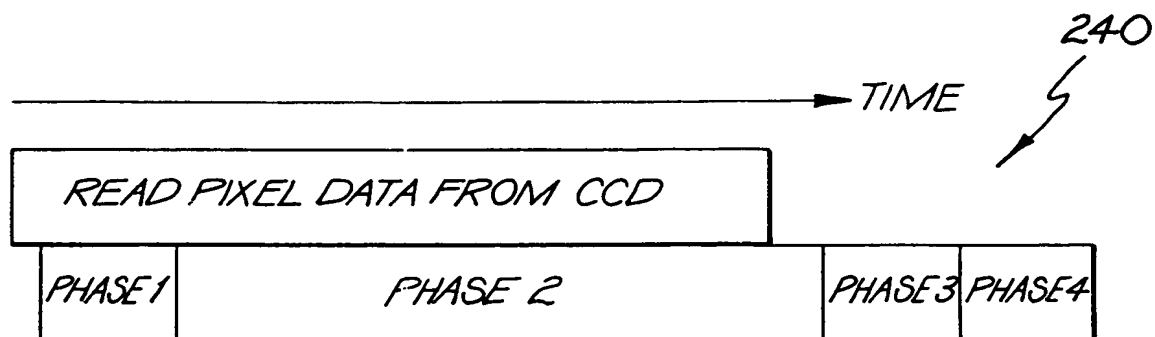 240
TIME
READ PIXEL DATA FROM CCD
PHASE 1 PHASE 2 PHASE 3 PHASE 4